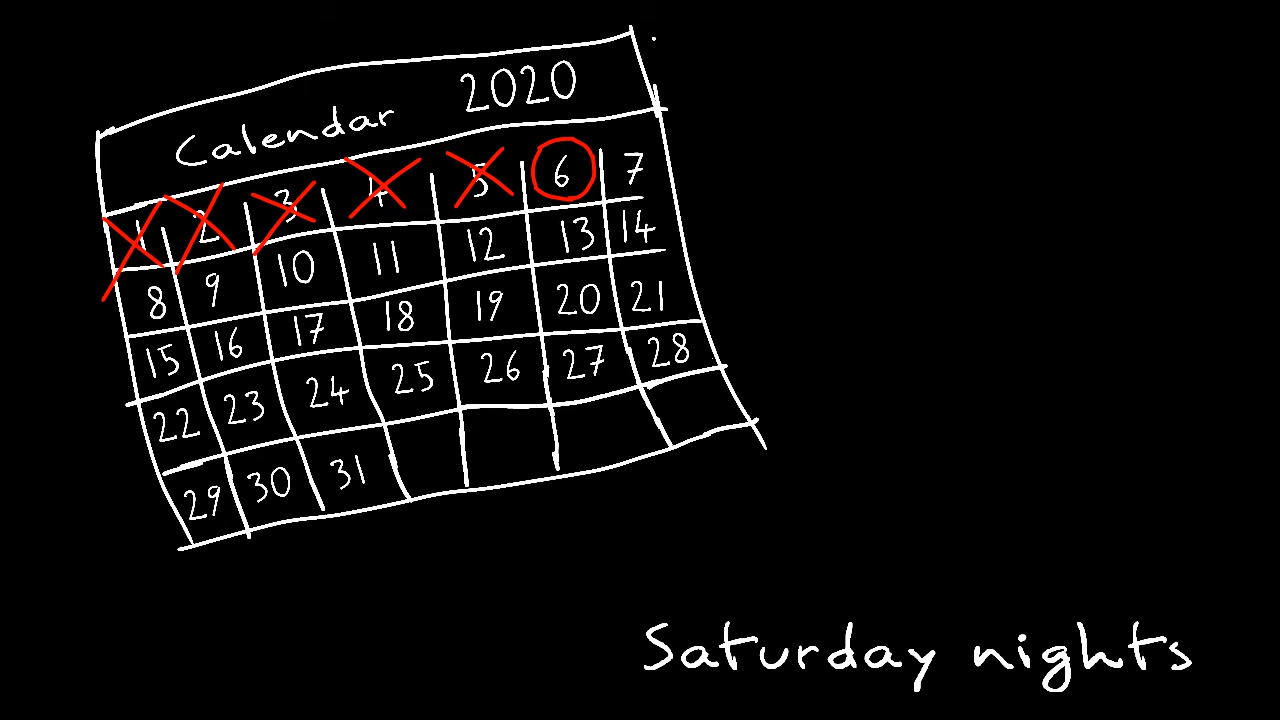 Calendar 2020
1 2 3 4 5 6 7
8 9 10 11 12 13 14
15 16 17 18 19 20 21
22 23 24 25 26 27 28
29 30 31
Saturday nights